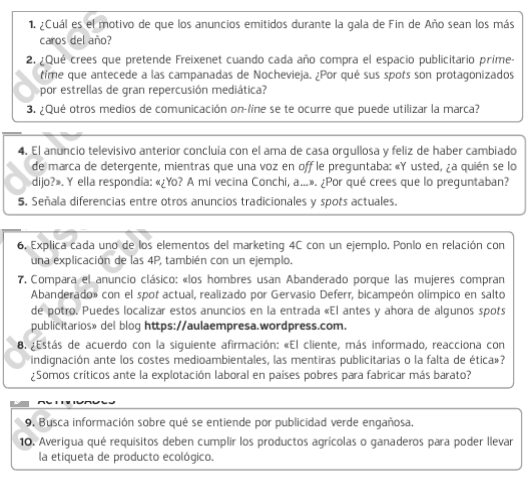 1. ¿Cuál es el motivo de que los anuncios emitidos durante la gala de Fin de Año sean los más
caros del año?
2. ¿Qué crees que pretende Freixenet cuando cada año compra el espacio publicitario prime-
time que antecede a las campanadas de Nochevieja. ¿Por qué sus spots son protagonizados
por estrellas de gran repercusión mediática?
3. ¿Qué otros medios de comunicación on-line se te ocurre que puede utilizar la marca?
4. El anuncio televisivo anterior concluía con el ama de casa orgullosa y feliz de haber cambiado
de marca de detergente, mientras que una voz en off le preguntaba: «Y usted, ¿a quién se lo
dijo?». Y ella respondía: «¿Yo? A mi vecina Conchi, a...». ¿Por qué crees que lo preguntaban?
5. Señala diferencias entre otros anuncios tradicionales y spots actuales.
6. Explica cada uno de los elementos del marketing 4C con un ejemplo. Ponlo en relación con
una explicación de las 4P, también con un ejemplo.
7. Compara el anuncio clásico: «los hombres usan Abanderado porque las mujeres compran
Abanderado» con el spot actual, realizado por Gervasio Deferr, bicampeón olímpico en salto
de potro. Puedes localizar estos anuncios en la entrada «El antes y ahora de algunos spots
publicitarios» del blog https://aulaempresa.wordpress.com.
8. ¿Estás de acuerdo con la siguiente afirmación: «El cliente, más informado, reacciona con
indignación ante los costes medioambientales, las mentiras publicitarias o la falta de ética»?
¿Somos críticos ante la explotación laboral en países pobres para fabricar más barato?
9. Busca información sobre qué se entiende por publicidad verde engañosa.
10. Averigua qué requisitos deben cumplir los productos agrícolas o ganaderos para poder llevar
la etiqueta de producto ecológico.